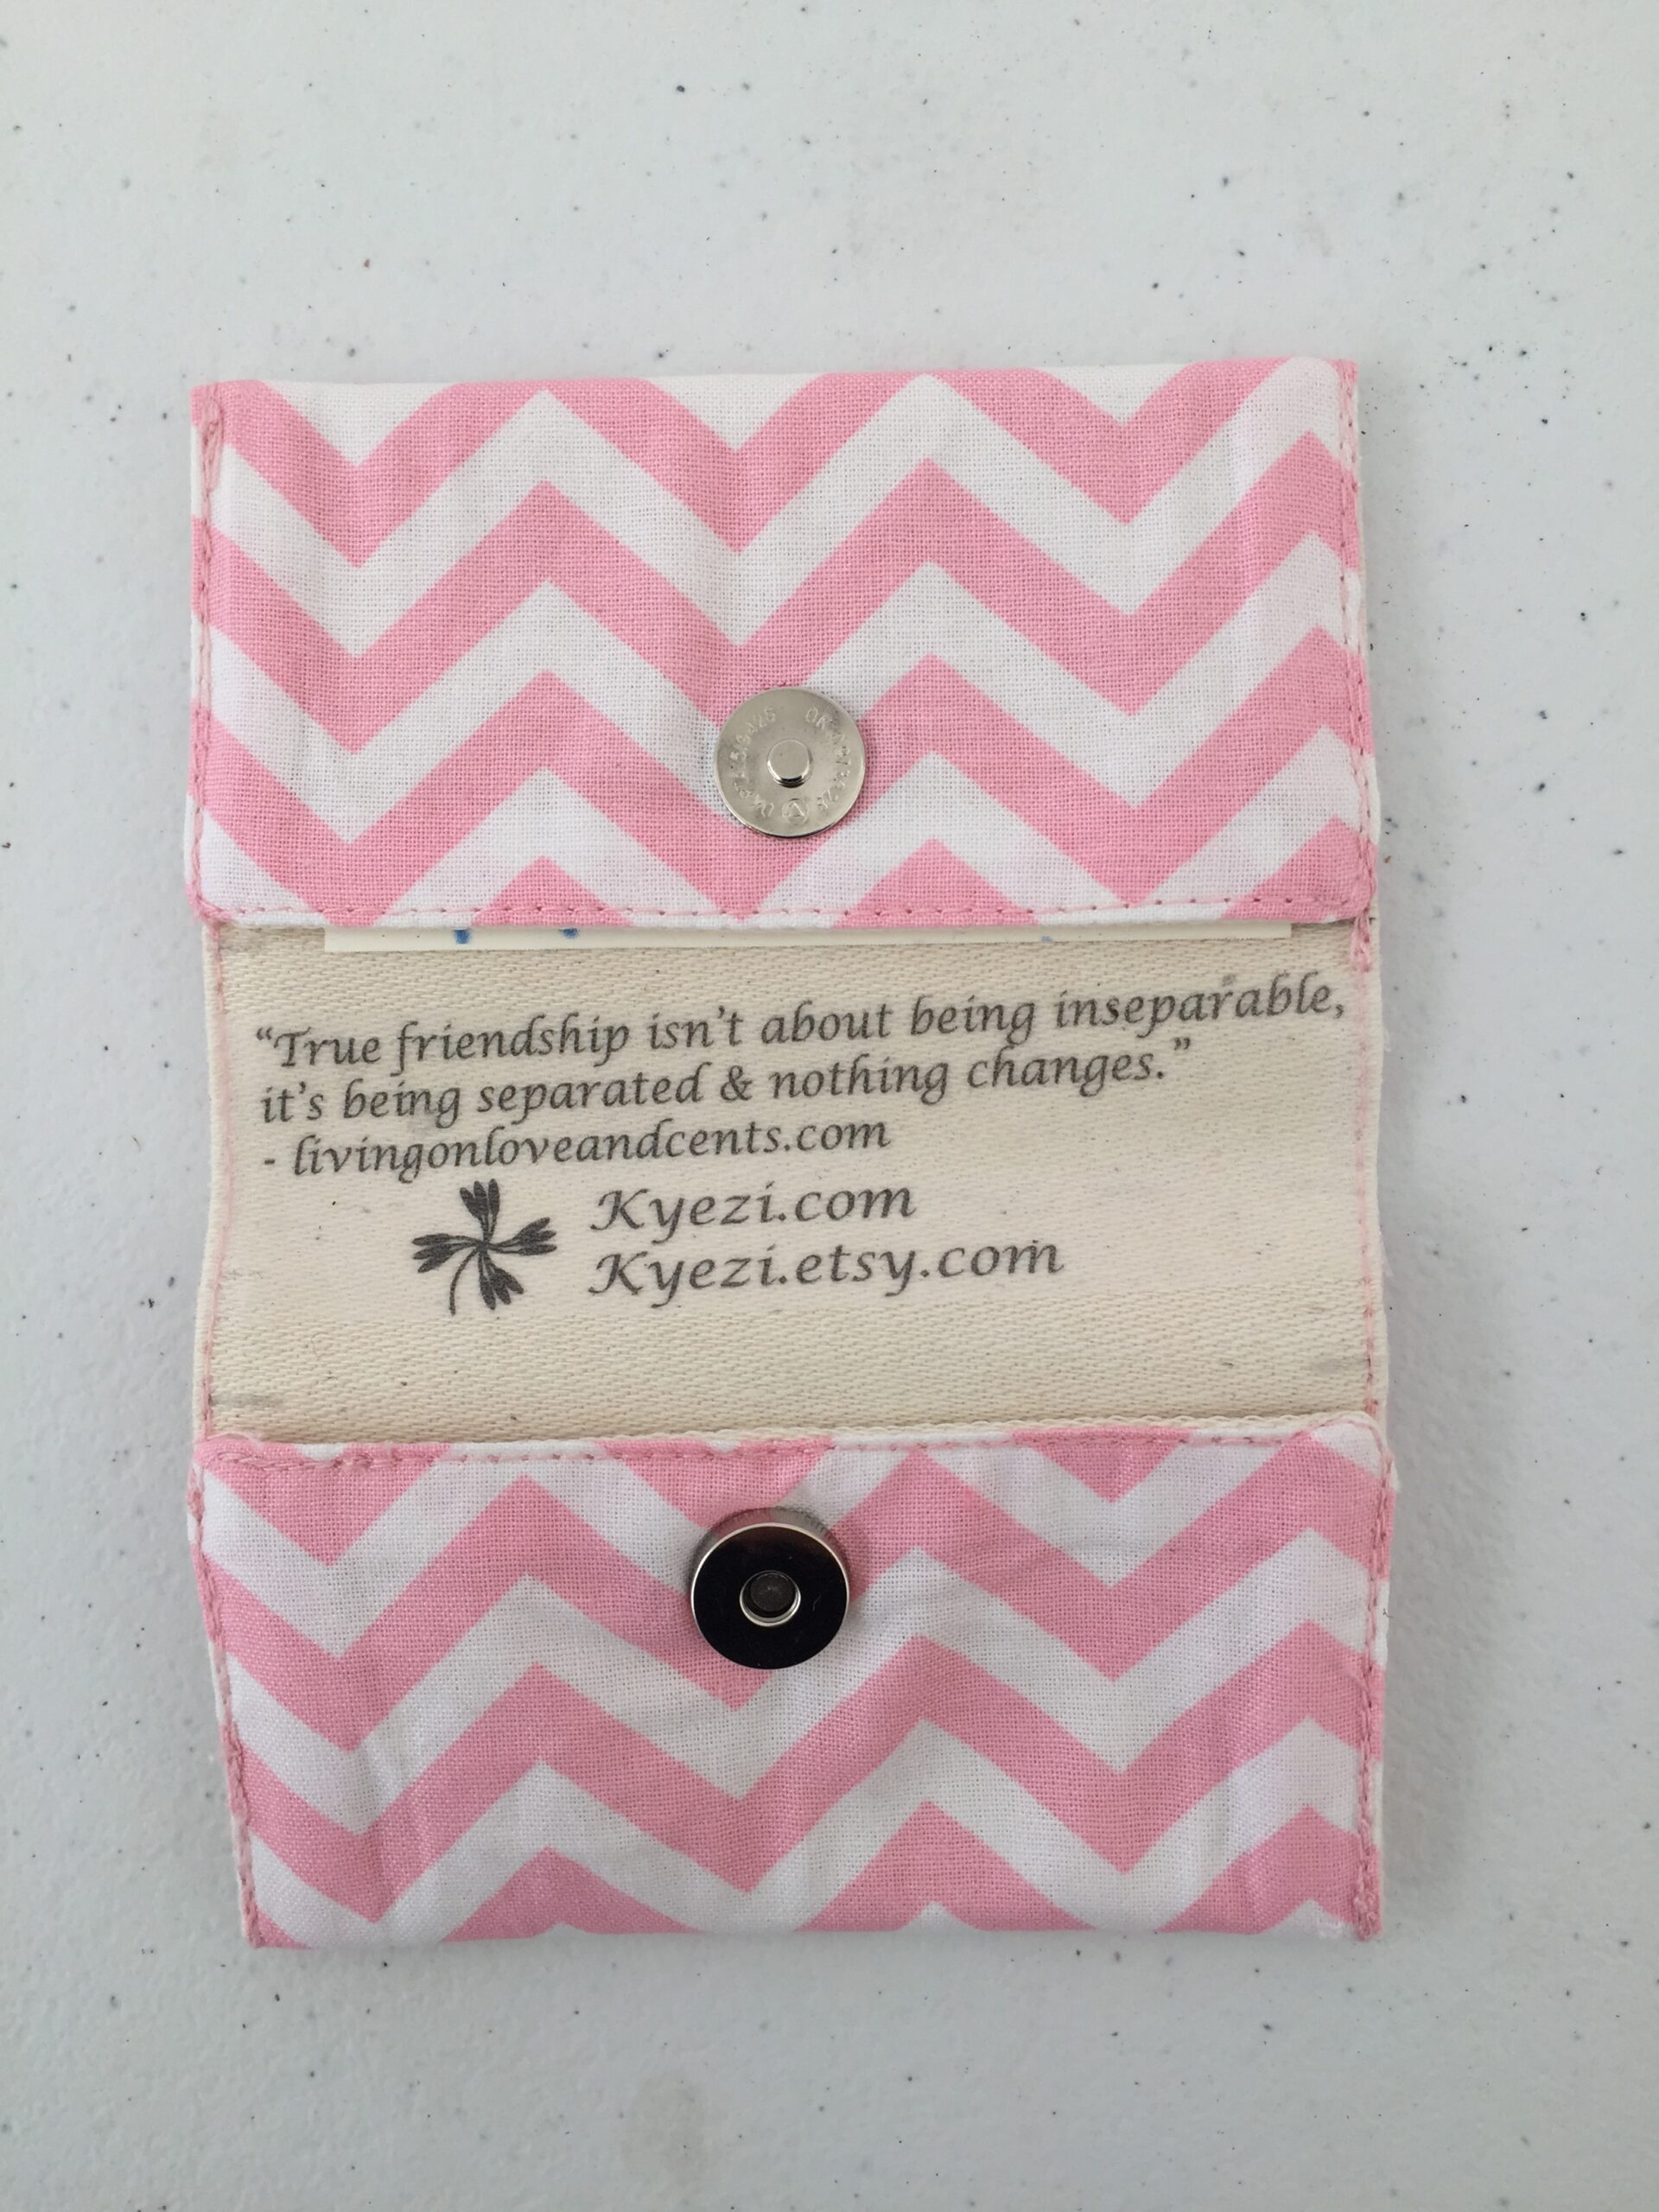 “True friendship isn’t about being inseparable,
it’s being separated & nothing changes.”
- livingonloveandcents.com
Kyezi.com
Kyezi.etsy.com